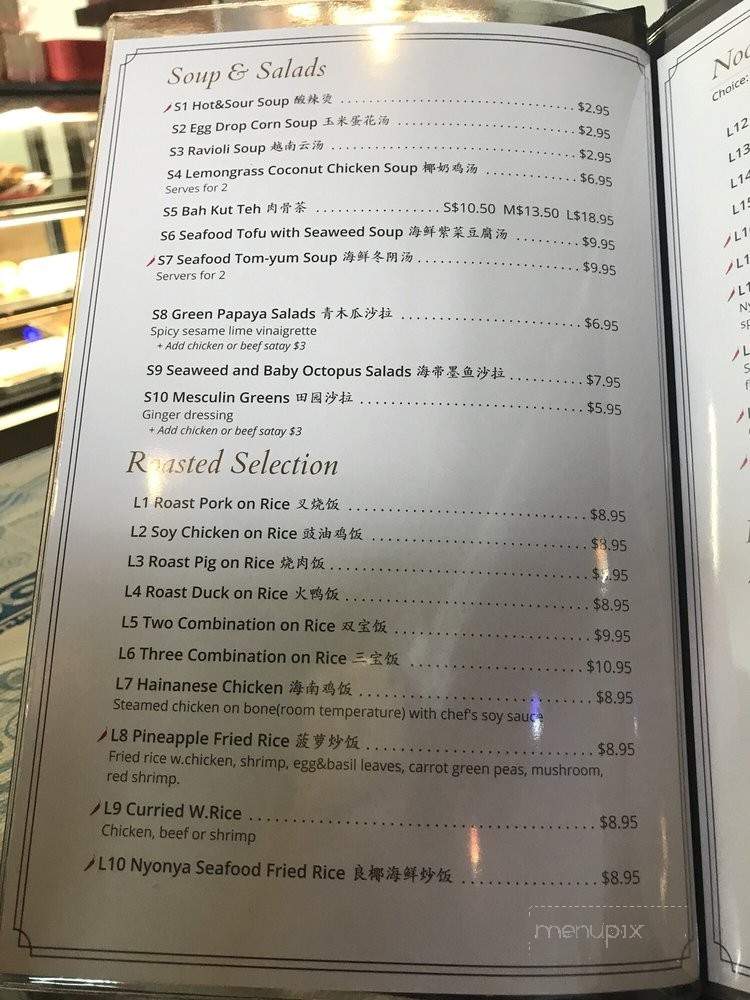 Soup & Salads
S1 Hot&Sour Soup 酸辣烫 $2.95
S2 Egg Drop Corn Soup 玉米蛋花汤 $2.95
S3 Ravioli Soup 越南云汤 $2.95
S4 Lemongrass Coconut Chicken Soup 椰奶鸡汤 $6.95
Serves for 2
S5 Bah Kut Teh 肉骨茶 S$10.50 M$13.50 L$18.95
S6 Seafood Tofu with Seaweed Soup 海鲜紫菜豆腐汤 $9.95
S7 Seafood Tom-yum Soup 海鲜冬阴汤 $9.95
Servers for 2
S8 Green Papaya Salads 青木瓜沙拉 $6.95
Spicy sesame lime vinaigrette
+ Add chicken or beef satay $3
S9 Seaweed and Baby Octopus Salads 海带墨鱼沙拉 $7.95
S10 Mesculin Greens 田园沙拉 $5.95
Ginger dressing
+ Add chicken or beef satay $3
Roasted Selection
L1 Roast Pork on Rice 叉烧饭 $8.95
L2 Soy Chicken on Rice 豉油鸡饭 $8.95
L3 Roast Pig on Rice 烧肉饭 .95
L4 Roast Duck on Rice 火鸭饭 $8.95
L5 Two Combination on Rice 双宝饭 $9.95
L6 Three Combination on Rice 三宝饭 $10.95
L7 Hainanese Chicken 海南鸡饭 $8.95
Steamed chicken on bone(room temperature) with chef's soy sauce
L8 Pineapple Fried Rice 菠萝炒饭 $8.95
Fried rice w.chicken, shrimp, egg&basil leaves, carrot green peas, mushroom,
red shrimp.
L9 Curried W.Rice $8.95
Chicken, beef or shrimp
L10 Nyonya Seafood Fried Rice 良椰海鲜炒饭 $8.95
menupix
Choice:
L12
L13